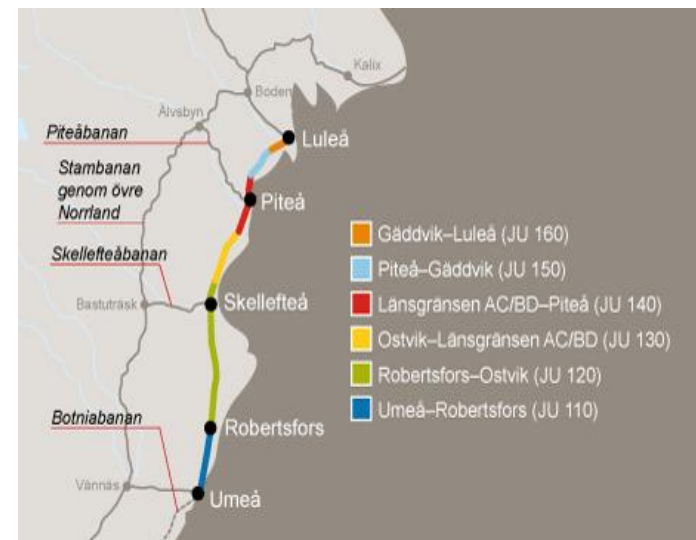 Kalix
Boden
Älvsbyn
Piteåbanan
Luleå
Stambanan
genom övre
Norrland
Piteå
Gäddvik–Luleå (JU 160)
Piteå–Gäddvik (JU 150)
Skellefteåbanan
Länsgränsen AC/BD–Piteå (JU 140)
Bastuträsk
Skellefteå
Ostvik–Länsgränsen AC/BD (JU 130)
Robertsfors–Ostvik (JU 120)
Umeå–Robertsfors (JU 110)
Botniabanan
Robertsfors
Vännäs
Umeå